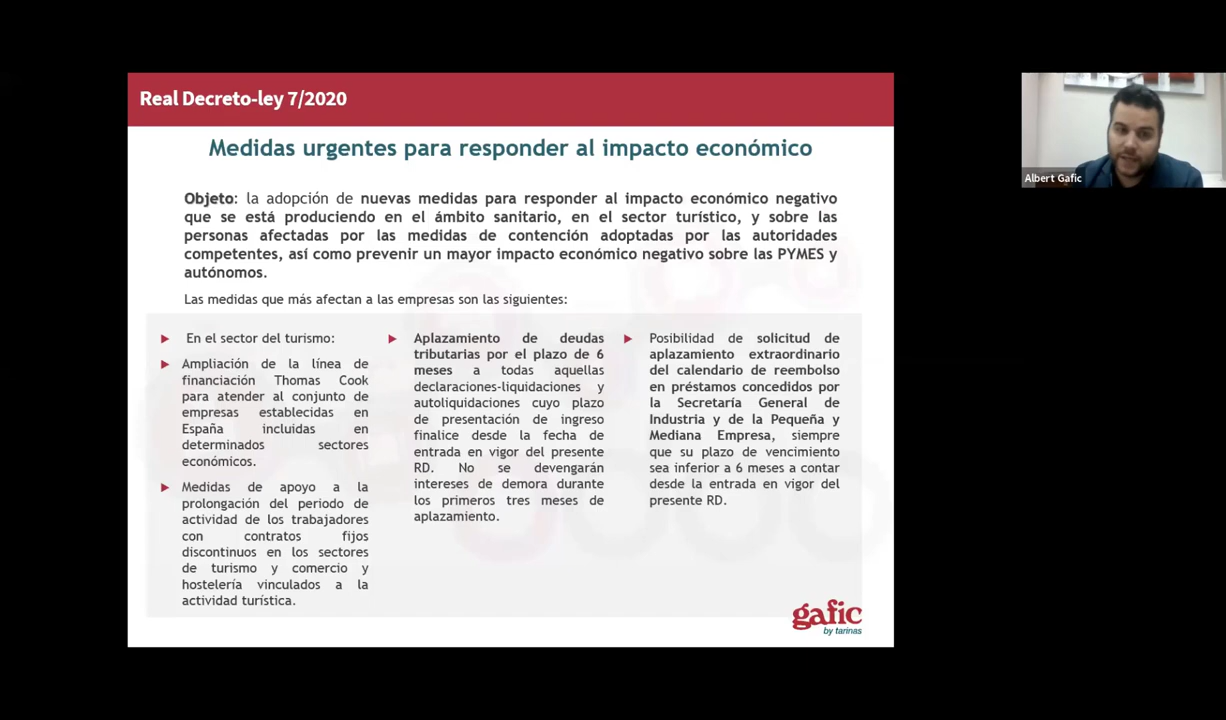 Real Decreto-ley 7/2020
Medidas urgentes para responder al impacto económico
Objeto: la adopción de nuevas medidas para responder al impacto económico negativo
que se está produciendo en el ámbito sanitario, en el sector turístico, y sobre las
personas afectadas por las medidas de contención adoptadas por las autoridades
competentes, así como prevenir un mayor impacto económico negativo sobre las PYMES y
autónomos.
Las medidas que más afectan a las empresas son las siguientes:
En el sector del turismo:
Ampliación de la línea de
financiación Thomas Cook
para atender al conjunto de
empresas establecidas en
España incluidas en
determinados sectores
económicos.
Medidas de apoyo a la
prolongación del periodo de
actividad de los trabajadores
con contratos fijos
discontinuos en los sectores
de turismo y comercio y
hostelería vinculados a la
actividad turística.
Aplazamiento de deudas
tributarias por el plazo de 6
meses a todas aquellas
declaraciones-liquidaciones y
autoliquidaciones cuyo plazo
de presentación de ingreso
finalice desde la fecha de
entrada en vigor del presente
RD. No se devengarán
intereses de demora durante
los primeros tres meses de
aplazamiento.
Posibilidad de solicitud de
aplazamiento extraordinario
del calendario de reembolso
en préstamos concedidos por
la Secretaría General de
Industria y de la Pequeña y
Mediana Empresa, siempre
que su plazo de vencimiento
sea inferior a 6 meses a contar
desde la entrada en vigor del
presente RD.
gafic
by tarinas
Albert Gafic